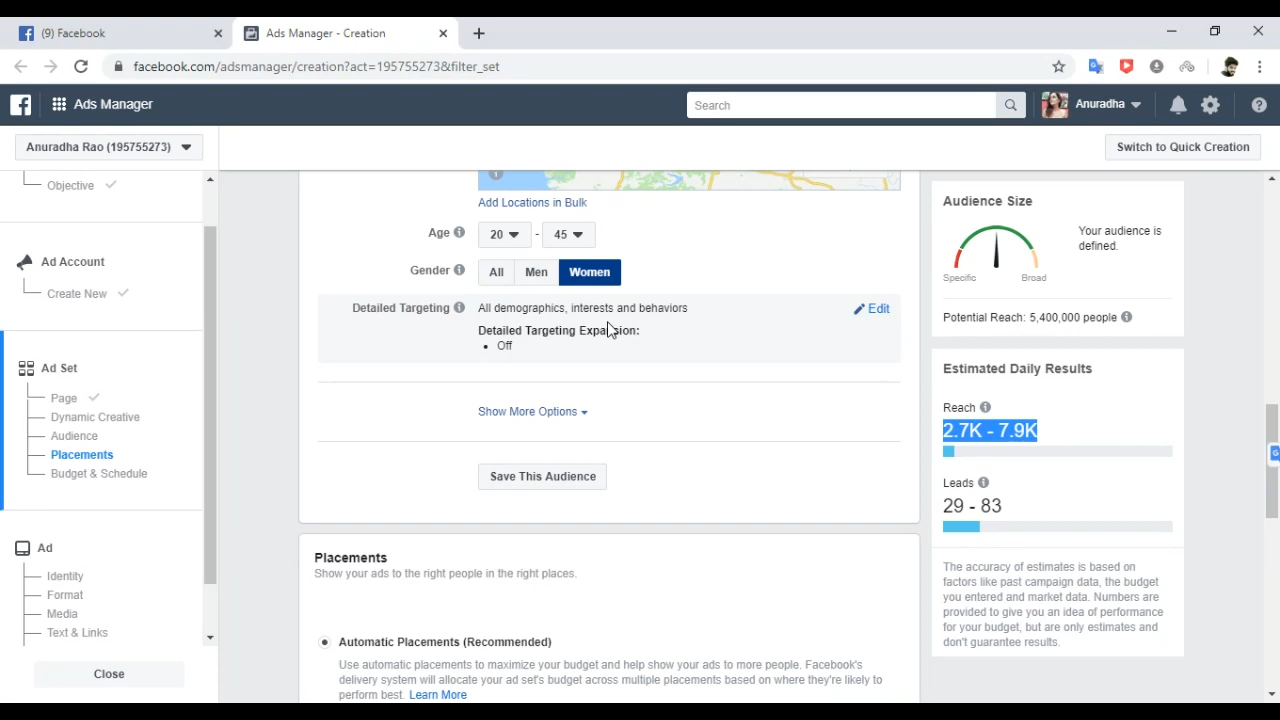 (9) Facebook
Ads Manager - Creation
facebook.com/adsmanager/creation?act=195755273&filter_set
Ads Manager
Search
Anuradha
Anuradha Rao (195755273)
Switch to Quick Creation
Objective
Ad Account
Create New
Ad Set
Page
Dynamic Creative
Audience
Placements
Budget & Schedule
Ad
Identity
Format
Media
Text & Links
Close
Add Locations in Bulk
Age
20 - 45
Gender
All Men Women
Detailed Targeting
All demographics, interests and behaviors
Edit
Detailed Targeting Expansion:
Off
Show More Options
Save This Audience
Placements
Show your ads to the right people in the right places.
Automatic Placements (Recommended)
Use automatic placements to maximize your budget and help show your ads to more people. Facebook's
delivery system will allocate your ad set's budget across multiple placements based on where they're likely to
perform best. Learn More
Audience Size
Your audience is
defined.
Specific
Broad
Potential Reach: 5,400,000 people
Estimated Daily Results
Reach
2.7K - 7.9K
Leads
29 - 83
The accuracy of estimates is based on
factors like past campaign data, the budget
you entered and market data. Numbers are
provided to give you an idea of performance
for your budget, but are only estimates and
don't guarantee results.